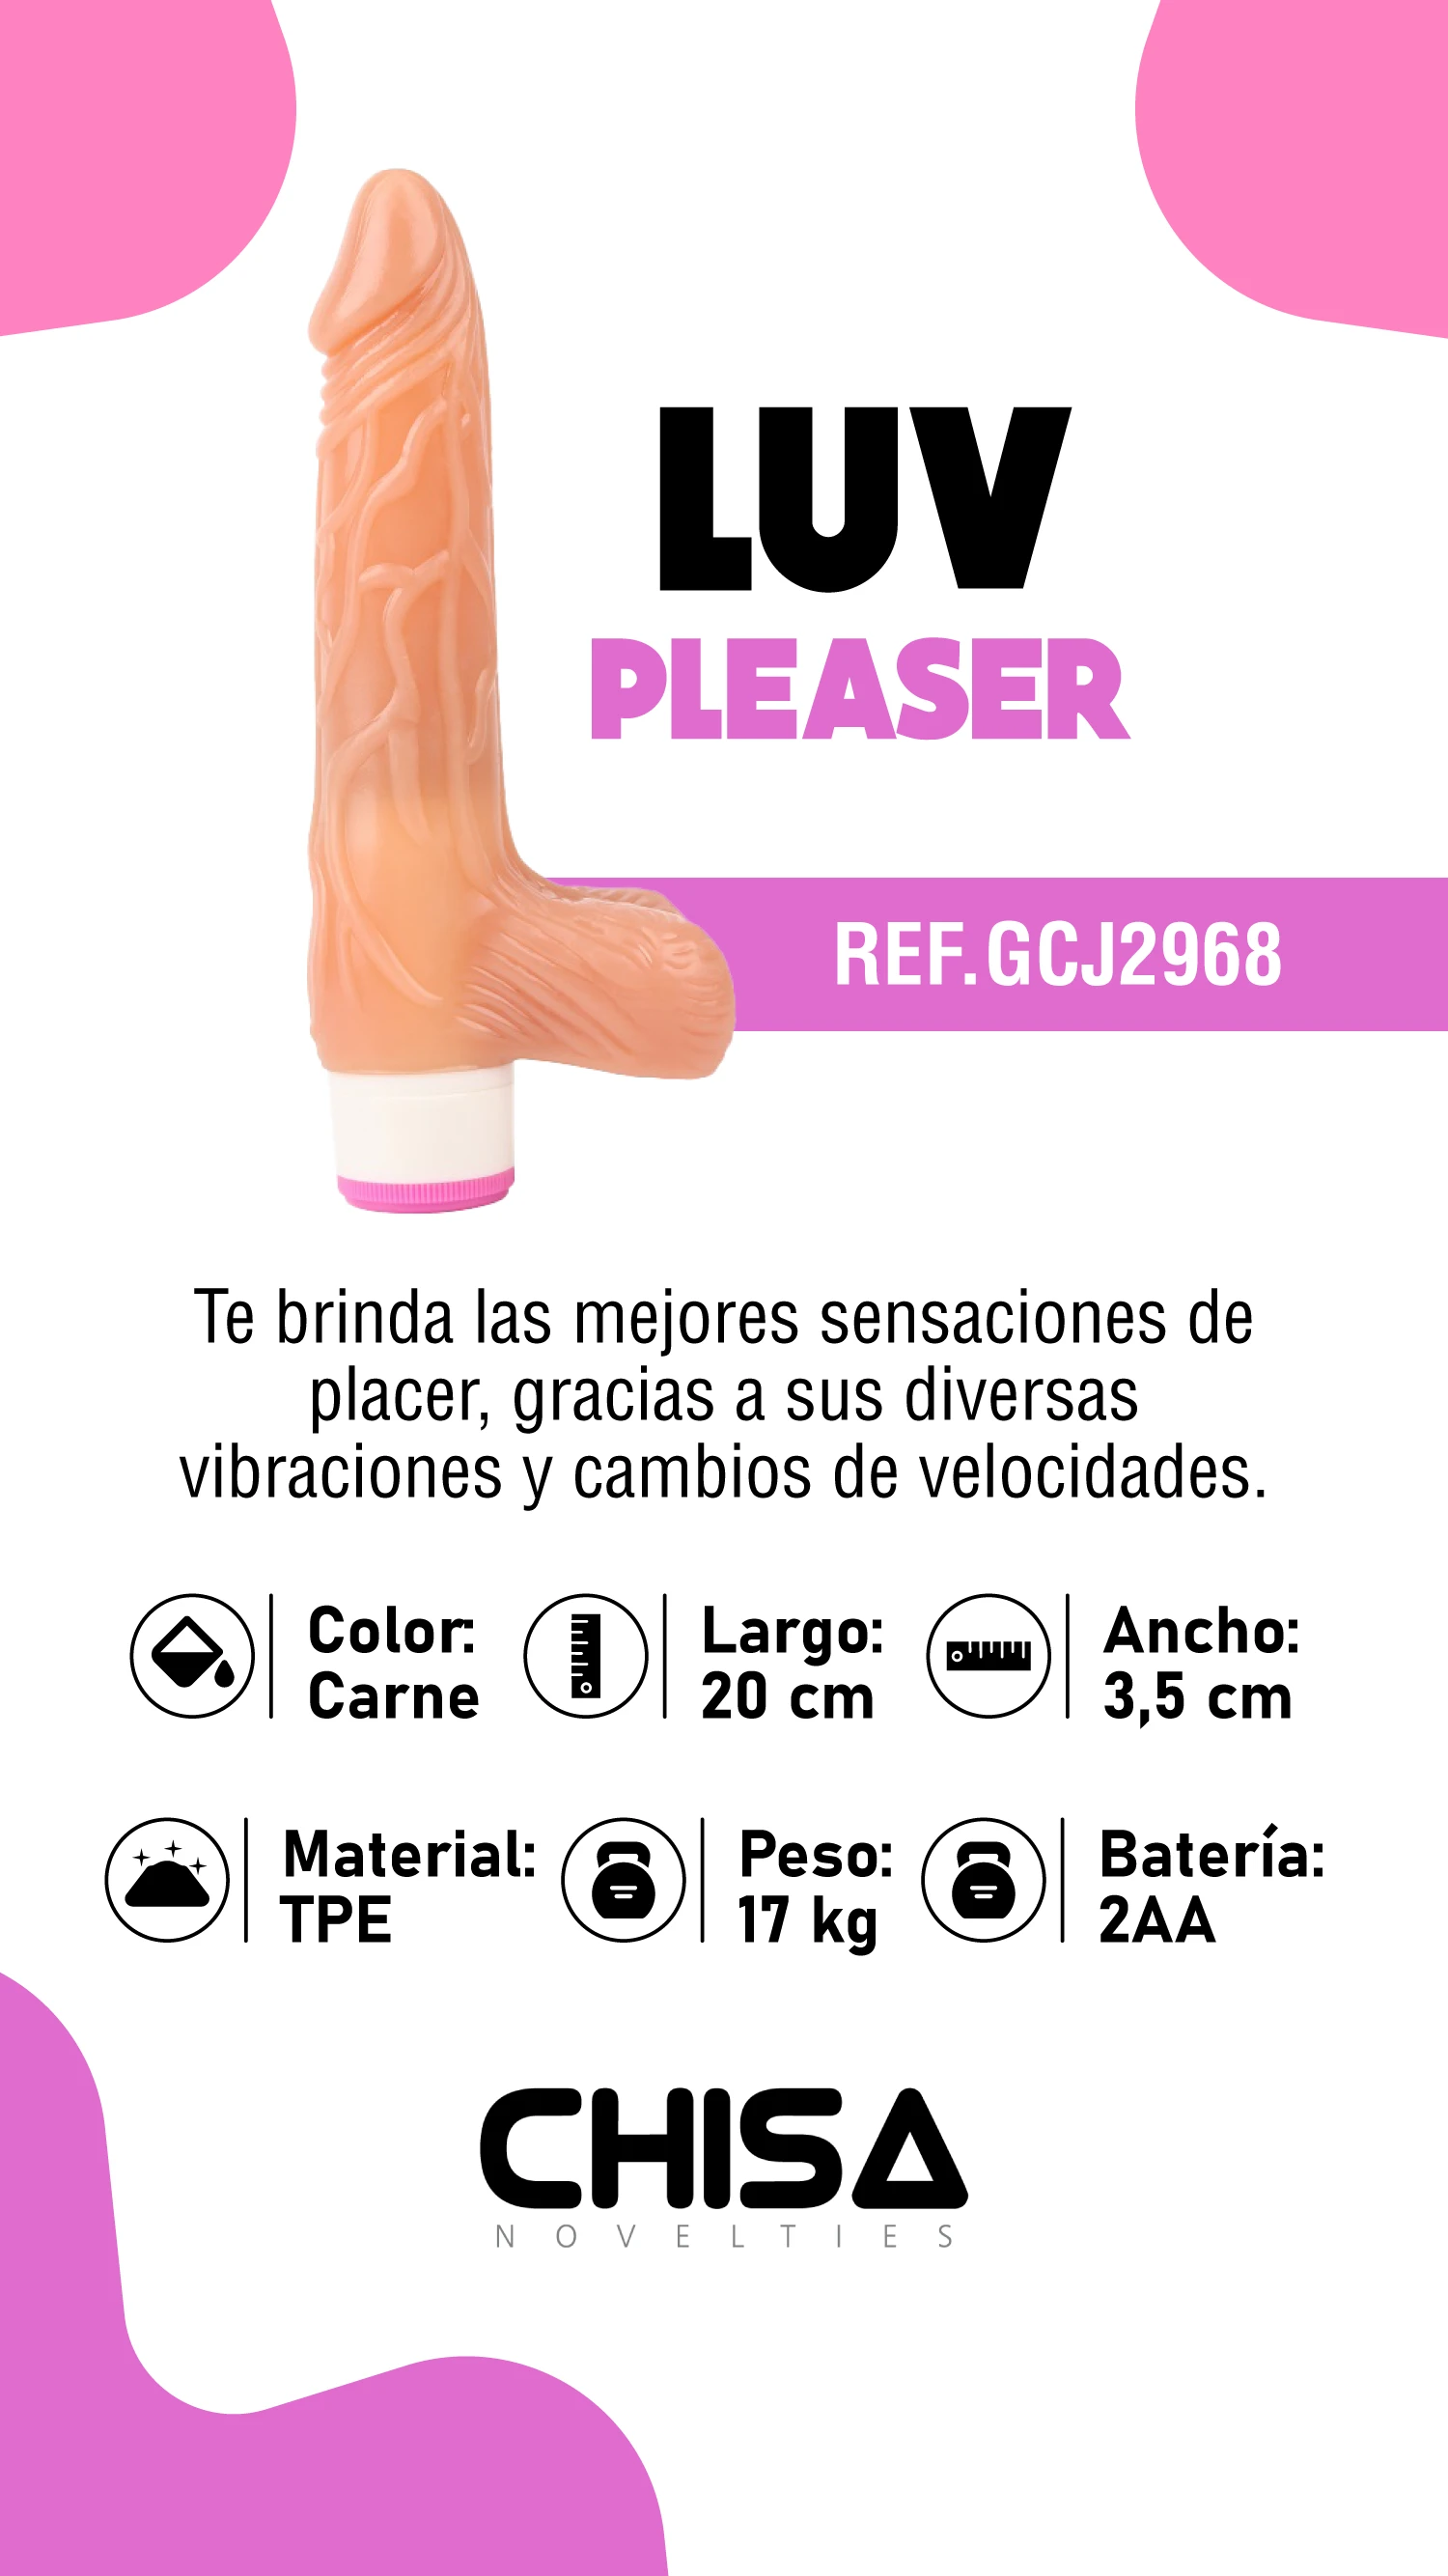 LUV
PLEASER
REF.GCJ2968
Te brinda las mejores sensaciones de
placer, gracias a sus diversas
vibraciones y cambios de velocidades.
Color:
Carne
Largo:
20 cm
Ancho:
3,5 cm
Material:
TPE
Peso:
17 kg
Batería:
2AA
CHISA
NOVELTIES